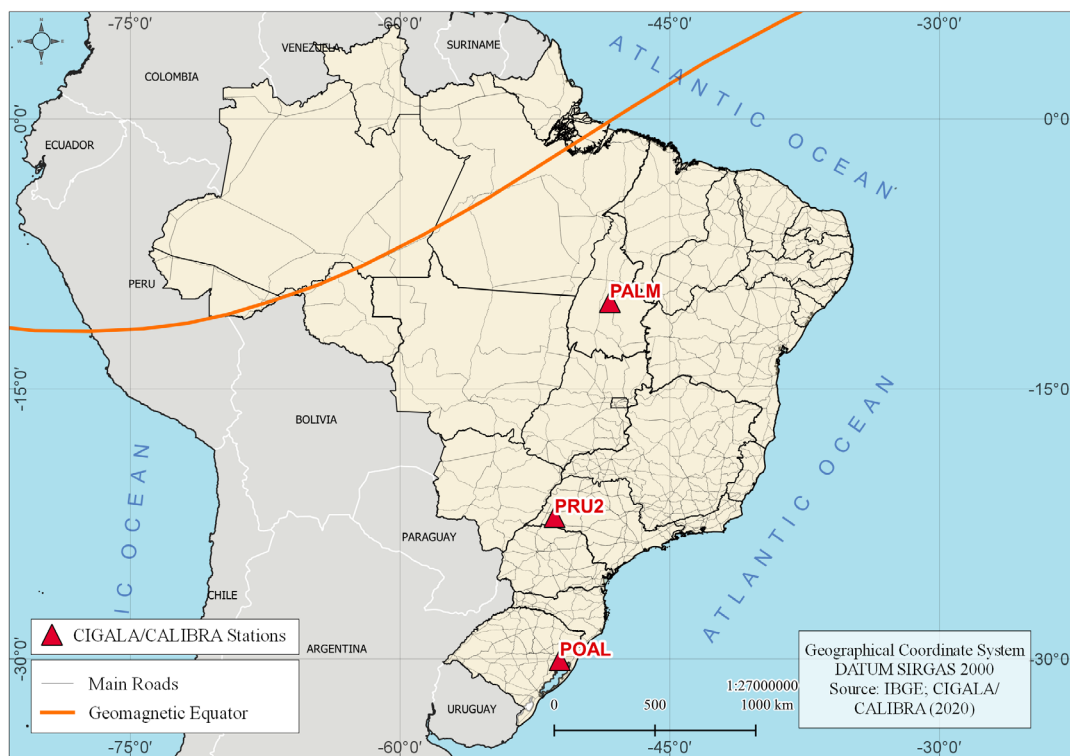 -75°0' -60°0' -45°0' -30°0'
VENEZUELA
SURINAME
COLOMBIA
ATLANTIC OCEAN
0°0' 0°0'
ECUADOR
PERU
PALM
-15°0' -15°0'
BOLIVIA
ATLANTIC OCEAN
IC OCEAN
PRU2
PARAGUAY
CHILE
CIGALA/CALIBRA Stations
ARGENTINA
POAL
-30°0' -30°0'
Main Roads
Geomagnetic Equator
URUGUAY
1:27000000
0 500 1000 km
Geographical Coordinate System
DATUM SIRGAS 2000
Source: IBGE; CIGALA/
CALIBRA (2020)
-75°0' -60°0' -45°0' -30°0'